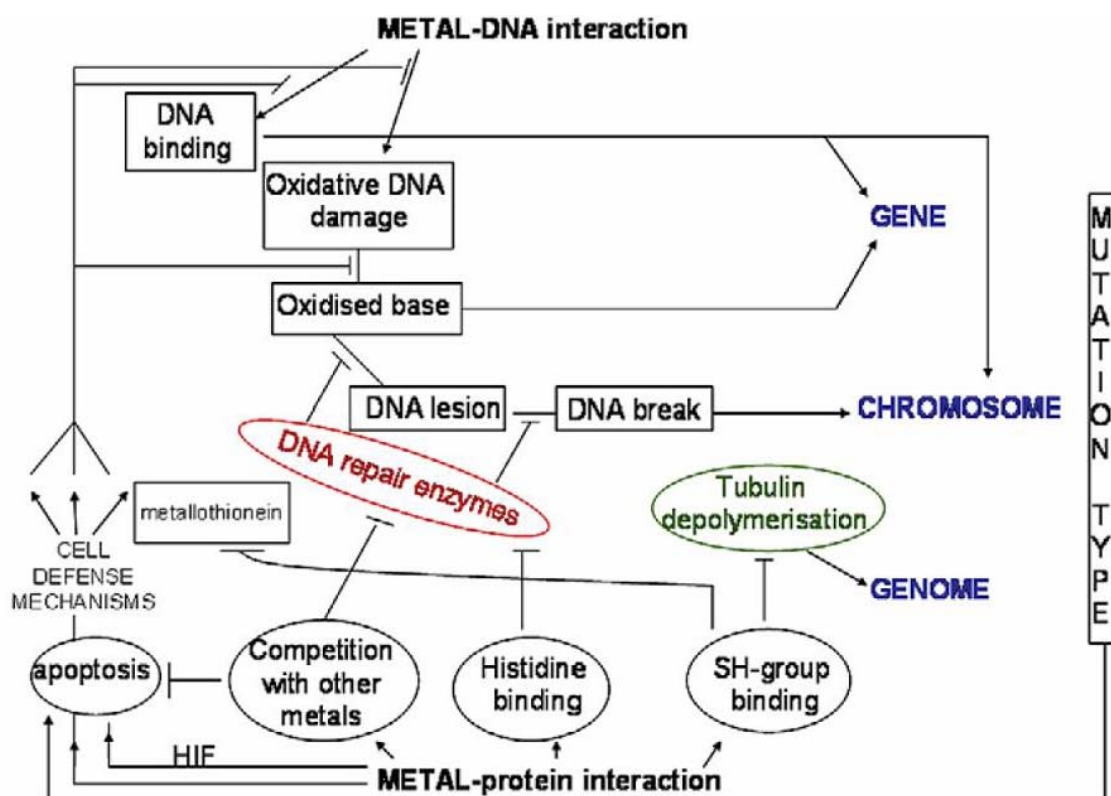 METAL-DNA interaction
DNA
binding
Oxidative DNA
damage
GENE
Oxidised base
DNA lesion
DNA break
CHROMOSOME
DNA repair enzymes
Tubulin
depolymerisation
metallothionein
GENOME
CELL
DEFENSE
MECHANISMS
apoptosis
Competition
with other
metals
Histidine
binding
SH-group
binding
HIF
METAL-protein interaction
MUTATION TYPE